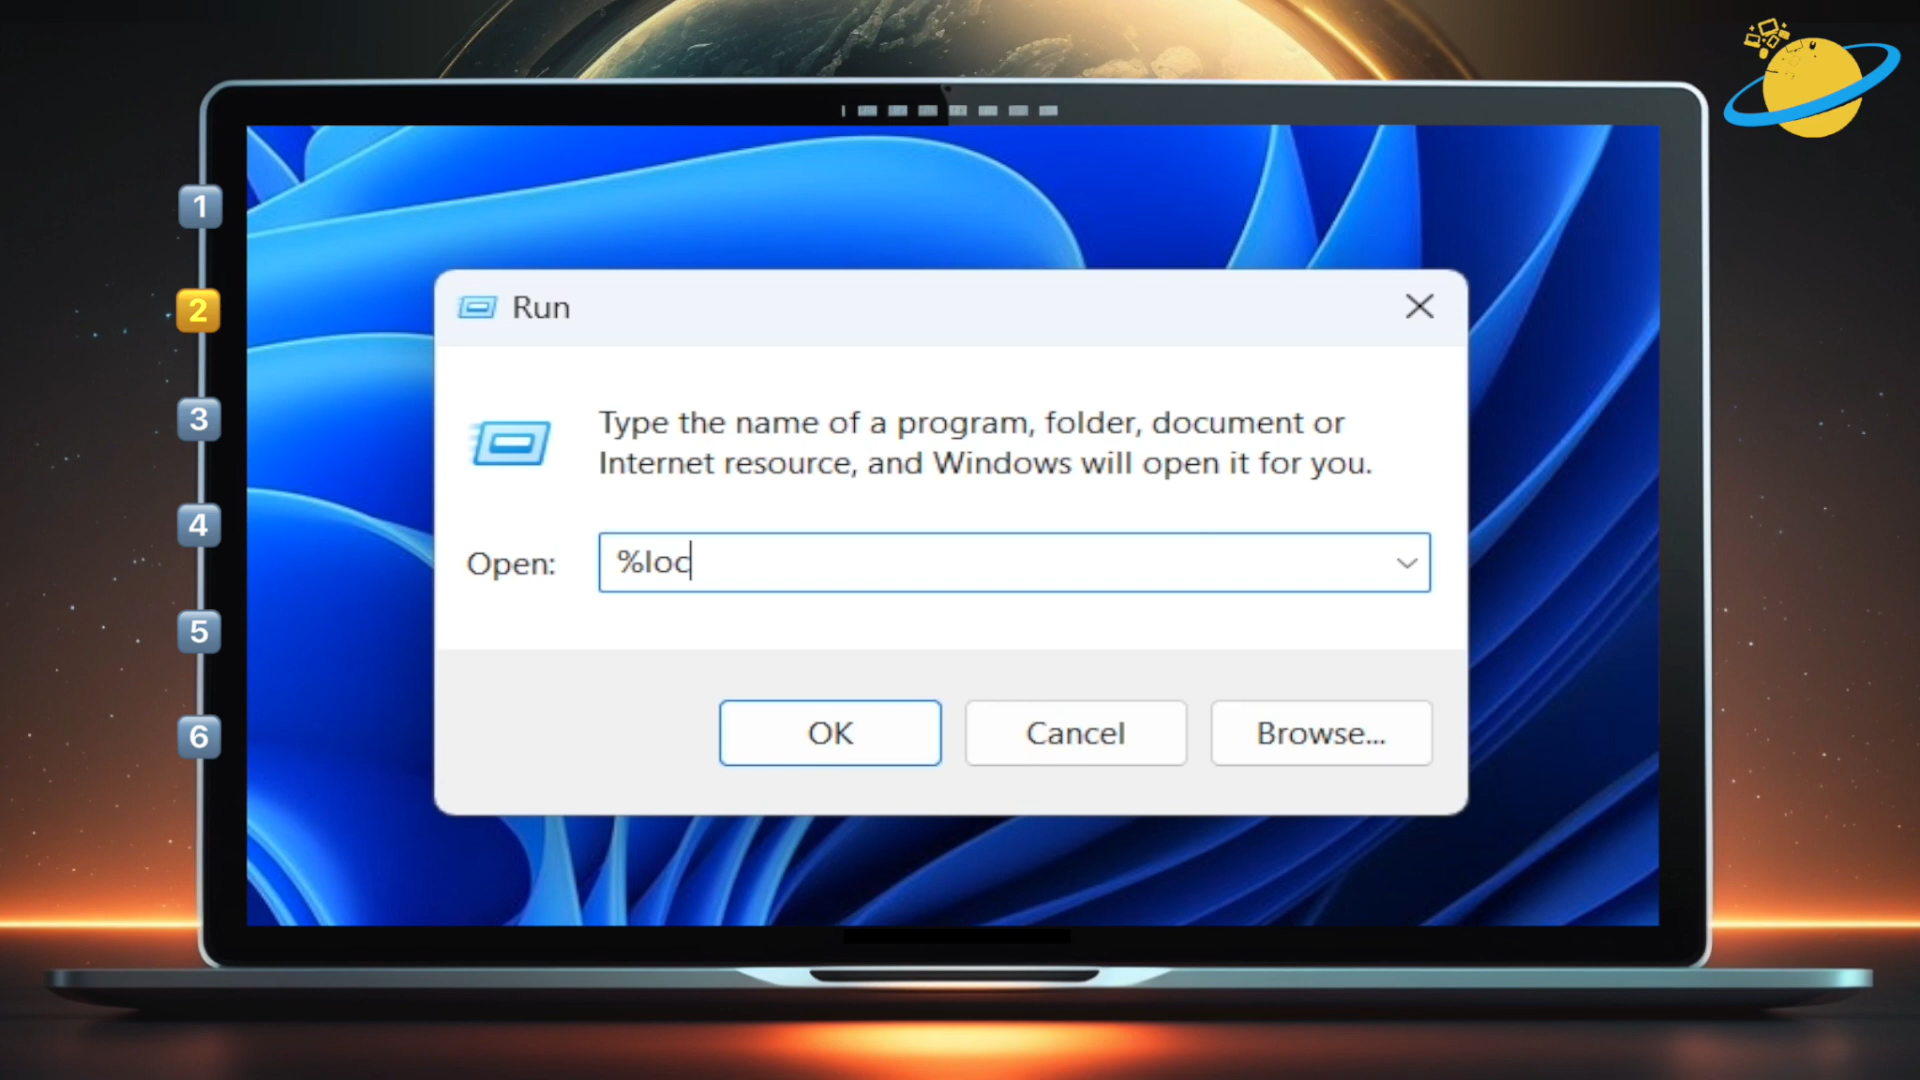 1
2
3
4
5
6
Run
Type the name of a program, folder, document or
Internet resource, and Windows will open it for you.
Open:
%loc
OK
Cancel
Browse...